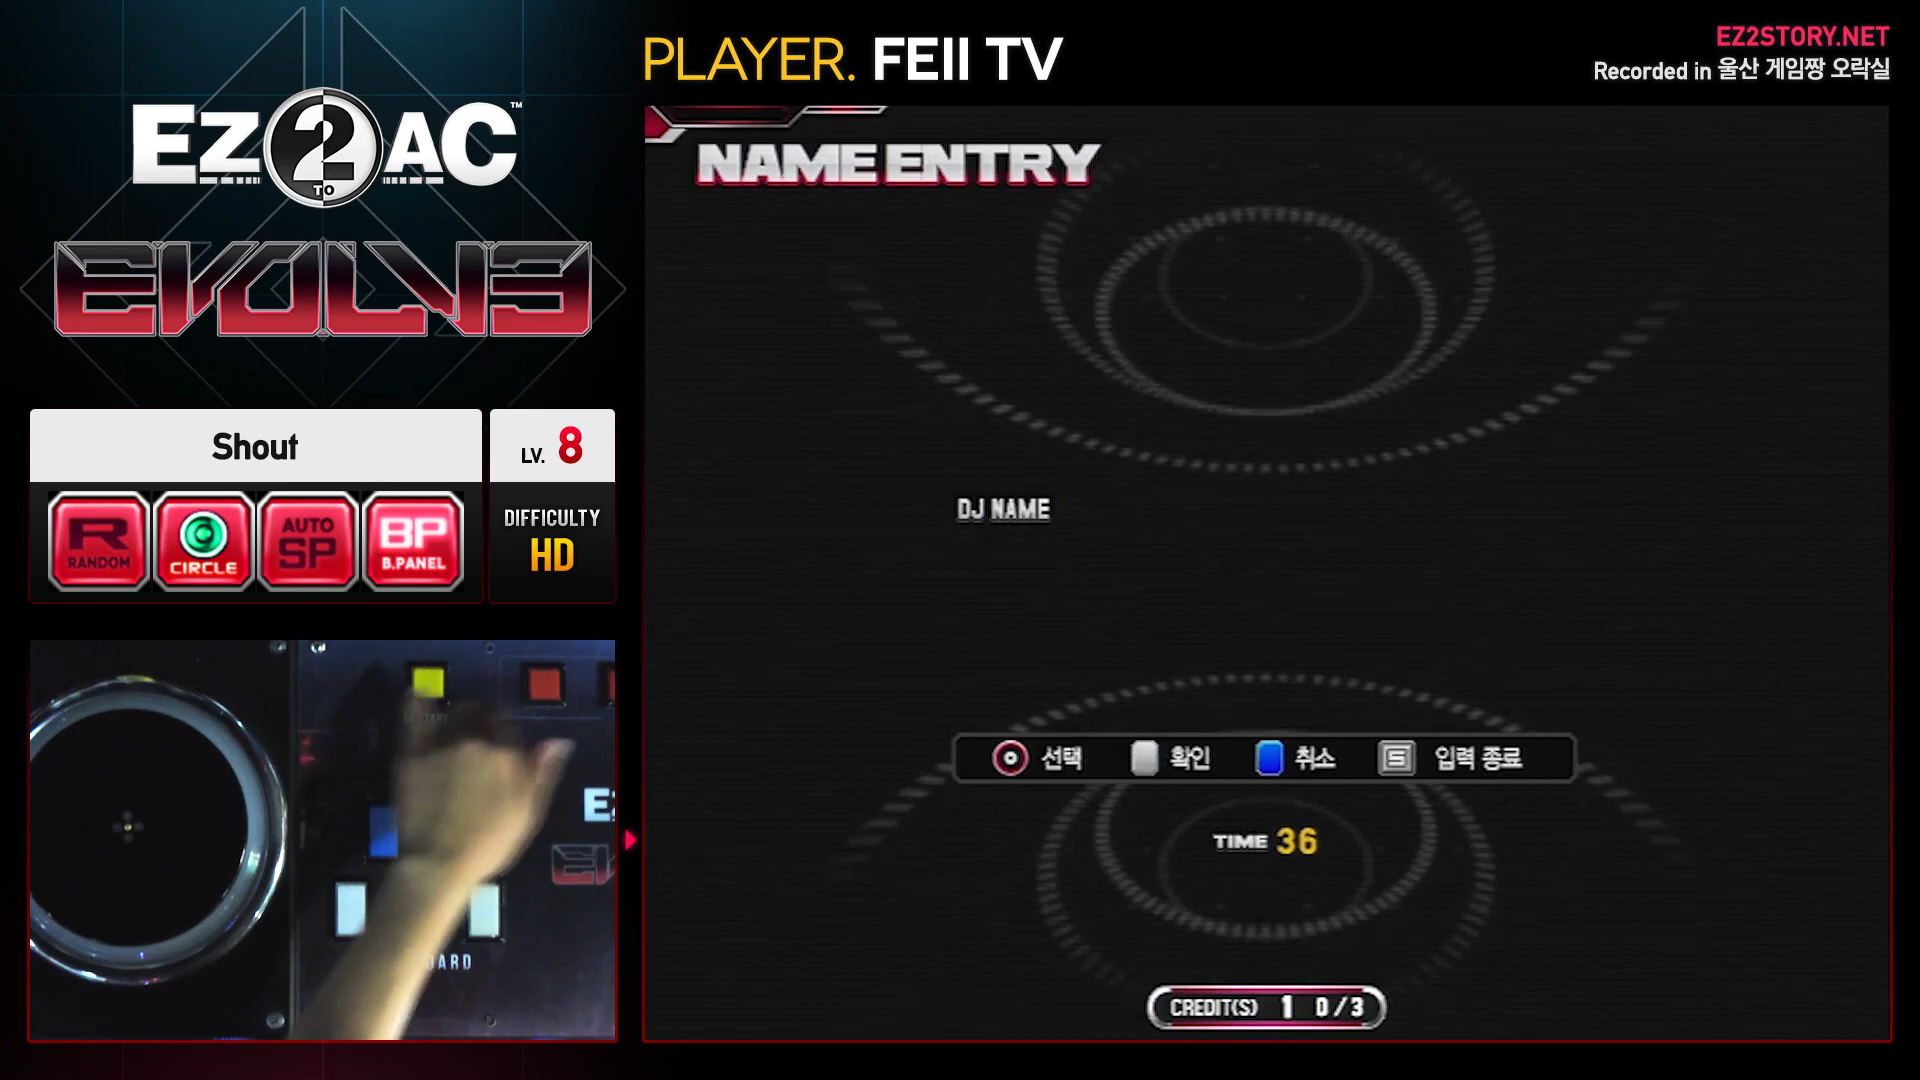 PLAYER. FEII TV
EZ2STORY.NET
Recorded in 울산 게임짱 오락실
EZ2AC™
TO
EVOLVE
NAME ENTRY
Shout
LV. 8
R
RANDOM
CIRCLE
AUTO
SP
BP
B.PANEL
DIFFICULTY
HD
DJ NAME
선택 확인 취소 S 입력 종료
TIME 36
CREDIT(S) 1 0/3